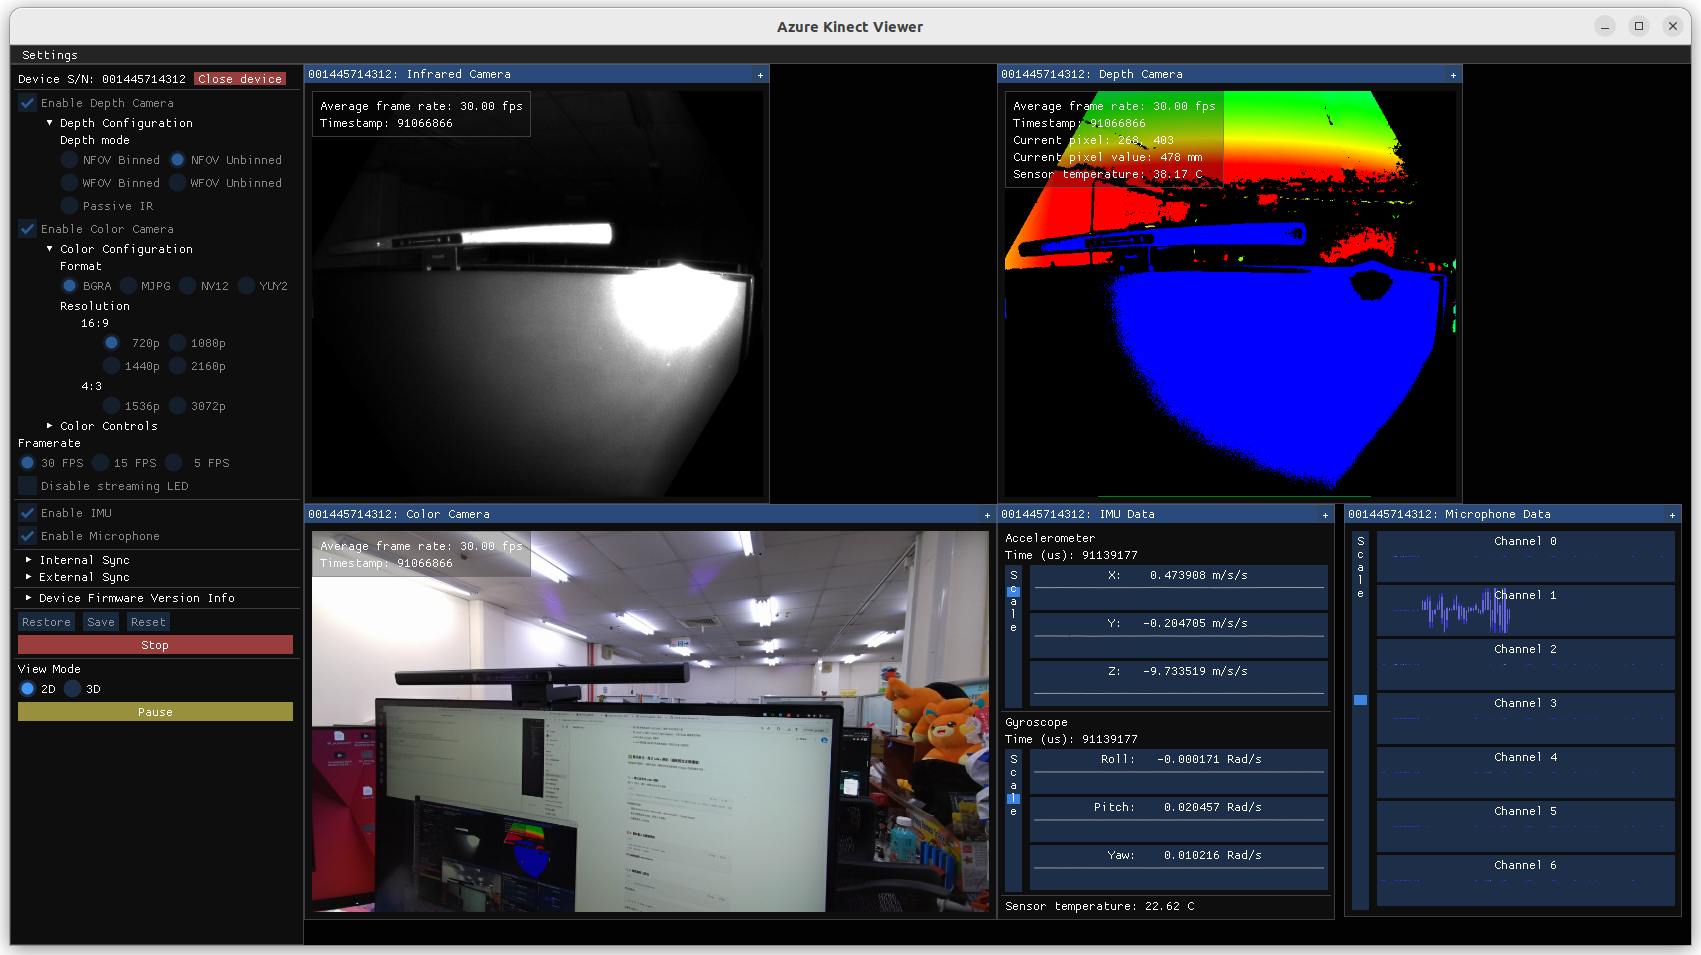 Azure Kinect Viewer
Settings
Device S/N: 001445714312 Close device
Enable Depth Camera
Depth Configuration
Depth mode
NFOV Binned NFOV Unbinned
WFOV Binned WFOV Unbinned
Passive IR
Enable Color Camera
Color Configuration
Format
BGRA MJPG NV12 YUY2
Resolution
16:9
720p 1080p
1440p 2160p
4:3
1536p 3072p
Color Controls
Framerate
30 FPS 15 FPS 5 FPS
Disable streaming LED
Enable IMU
Enable Microphone
Internal Sync
External Sync
Device Firmware Version Info
Restore Save Reset
Stop
View Mode
2D 3D
Pause
001445714312: Infrared Camera
Average frame rate: 30.00 fps
Timestamp: 91066866
001445714312: Depth Camera
Average frame rate: 30.00 fps
Timestamp: 91066866
Current pixel: 268, 403
Current pixel value: 478 mm
Sensor temperature: 38.17 C
001445714312: Color Camera
Average frame rate: 30.00 fps
Timestamp: 91066866
001445714312: IMU Data
Accelerometer
Time (us): 91139177
Scale
X: 0.473908 m/s/s
Y: -0.204705 m/s/s
Z: -9.733519 m/s/s
Gyroscope
Time (us): 91139177
Scale
Roll: -0.000171 Rad/s
Pitch: 0.020457 Rad/s
Yaw: 0.010216 Rad/s
Sensor temperature: 22.62 C
001445714312: Microphone Data
Scale
Channel 0
Channel 1
Channel 2
Channel 3
Channel 4
Channel 5
Channel 6